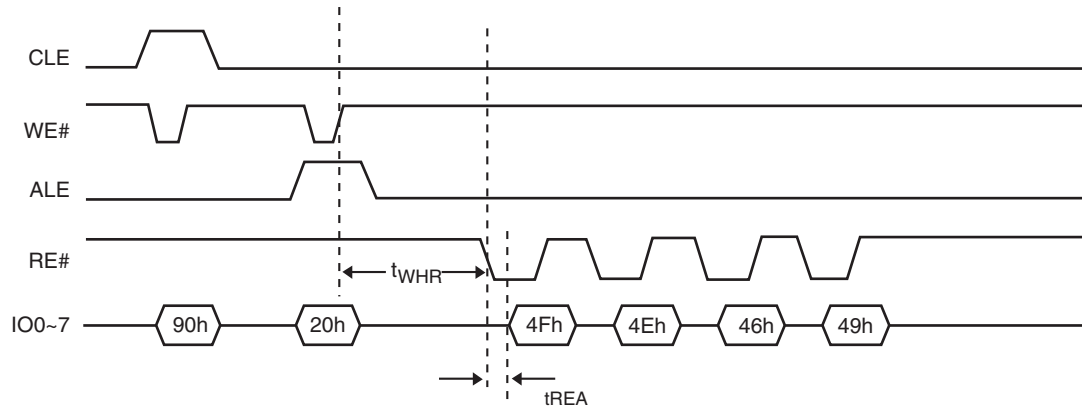 CLE
WE#
ALE
RE#
tWHR
IO0~7 90h 20h 4Fh 4Eh 46h 49h
tREA